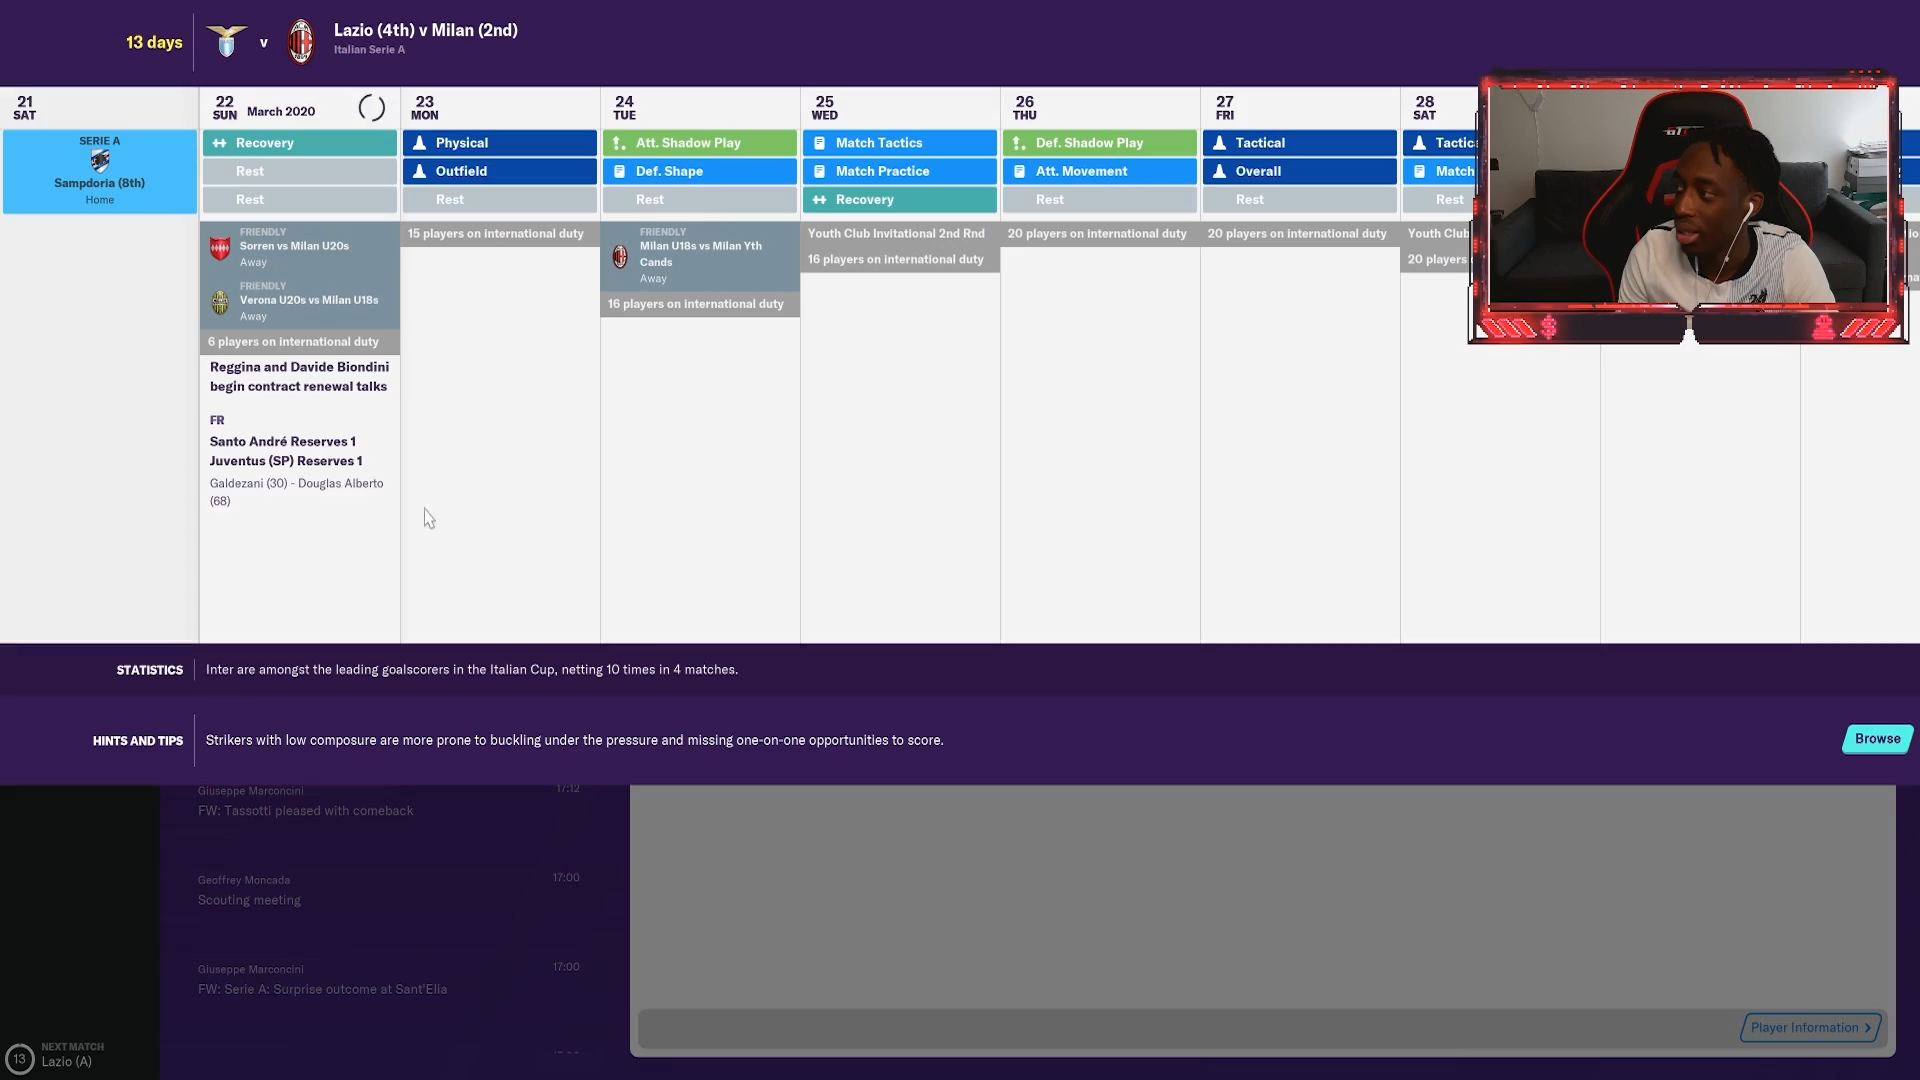 13 days
v
Lazio (4th) v Milan (2nd)
Italian Serie A
21
SAT
22
SUN
March 2020
23
MON
24
TUE
25
WED
26
THU
27
FRI
28
SAT
SERIE A
Sampdoria (8th)
Home
Recovery
Rest
Rest
Physical
Outfield
Rest
Att. Shadow Play
Def. Shape
Rest
Match Tactics
Match Practice
Recovery
Def. Shadow Play
Att. Movement
Rest
Tactical
Overall
Rest
Tactica
Match
Rest
FRIENDLY
Sorren vs Milan U20s
Away
FRIENDLY
Verona U20s vs Milan U18s
Away
6 players on international duty
Reggina and Davide Biondini
begin contract renewal talks
FR
Santo André Reserves 1
Juventus (SP) Reserves 1
Galdezani (30) - Douglas Alberto
(68)
15 players on international duty
FRIENDLY
Milan U18s vs Milan Yth
Cands
Away
16 players on international duty
Youth Club Invitational 2nd Rnd
16 players on international duty
20 players on international duty
20 players on international duty
Youth Club
20 players
STATISTICS
Inter are amongst the leading goalscorers in the Italian Cup, netting 10 times in 4 matches.
HINTS AND TIPS
Strikers with low composure are more prone to buckling under the pressure and missing one-on-one opportunities to score.
Browse
Giuseppe Marconcini
17:12
FW: Tassotti pleased with comeback
Geoffrey Moncada
17:00
Scouting meeting
Giuseppe Marconcini
17:00
FW: Serie A: Surprise outcome at Sant'Elia
Player Information
13
NEXT MATCH
Lazio (A)